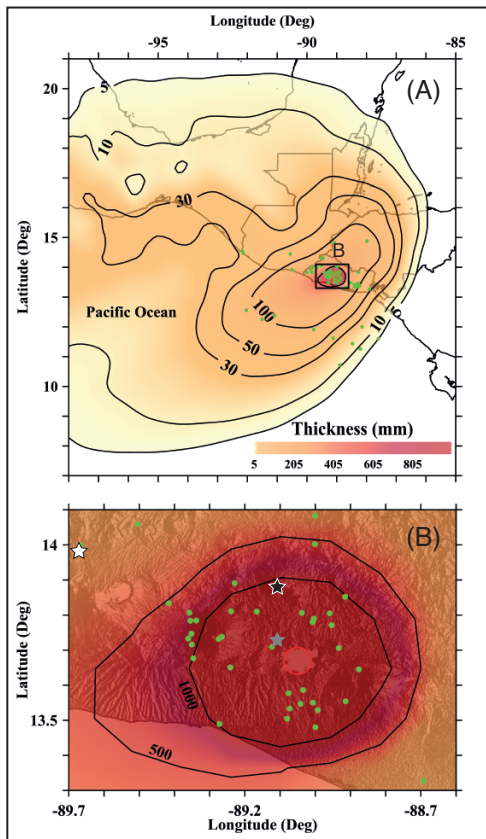 Longitude (Deg)
-95 -90 -85
(A)
20
15
10
Latitude (Deg)
5
10
30
B
Pacific Ocean
100
50
30
10
5
Thickness (mm)
5 205 405 605 805
(B)
14
13.5
Latitude (Deg)
1000
500
-89.7 -89.2 -88.7
Longitude (Deg)